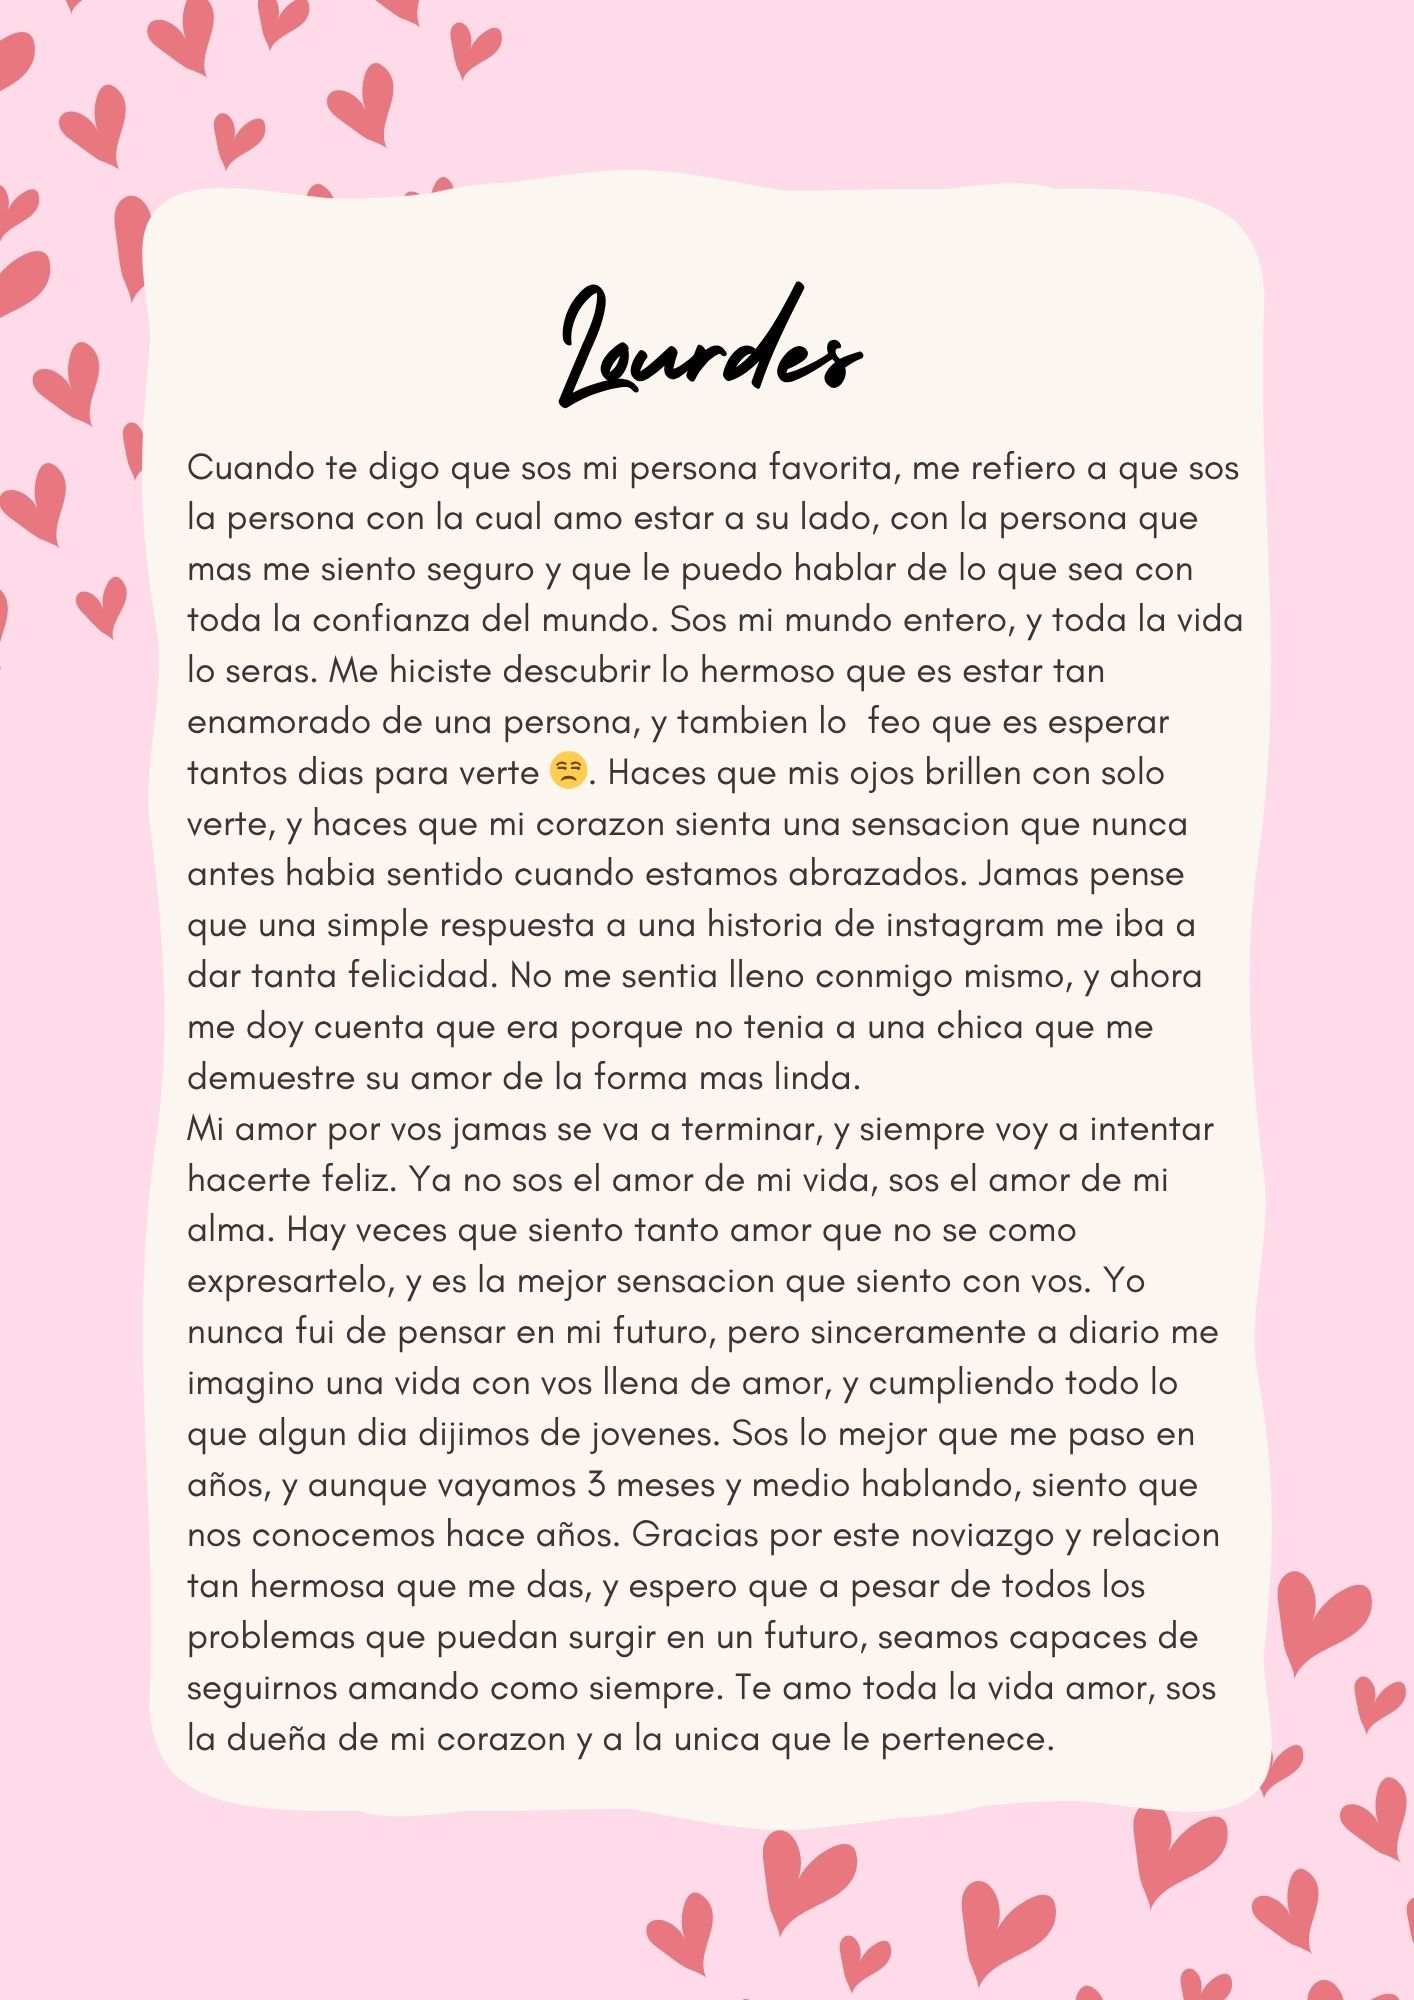 Lourdes
Cuando te digo que sos mi persona favorita, me refiero a que sos
la persona con la cual amo estar a su lado, con la persona que
mas me siento seguro y que le puedo hablar de lo que sea con
toda la confianza del mundo. Sos mi mundo entero, y toda la vida
lo seras. Me hiciste descubrir lo hermoso que es estar tan
enamorado de una persona, y tambien lo  feo que es esperar
tantos dias para verte 😒. Haces que mis ojos brillen con solo
verte, y haces que mi corazon sienta una sensacion que nunca
antes habia sentido cuando estamos abrazados. Jamas pense
que una simple respuesta a una historia de instagram me iba a
dar tanta felicidad. No me sentia lleno conmigo mismo, y ahora
me doy cuenta que era porque no tenia a una chica que me
demuestre su amor de la forma mas linda.
Mi amor por vos jamas se va a terminar, y siempre voy a intentar
hacerte feliz. Ya no sos el amor de mi vida, sos el amor de mi
alma. Hay veces que siento tanto amor que no se como
expresartelo, y es la mejor sensacion que siento con vos. Yo
nunca fui de pensar en mi futuro, pero sinceramente a diario me
imagino una vida con vos llena de amor, y cumpliendo todo lo
que algun dia dijimos de jovenes. Sos lo mejor que me paso en
años, y aunque vayamos 3 meses y medio hablando, siento que
nos conocemos hace años. Gracias por este noviazgo y relacion
tan hermosa que me das, y espero que a pesar de todos los
problemas que puedan surgir en un futuro, seamos capaces de
seguirnos amando como siempre. Te amo toda la vida amor, sos
la dueña de mi corazon y a la unica que le pertenece.